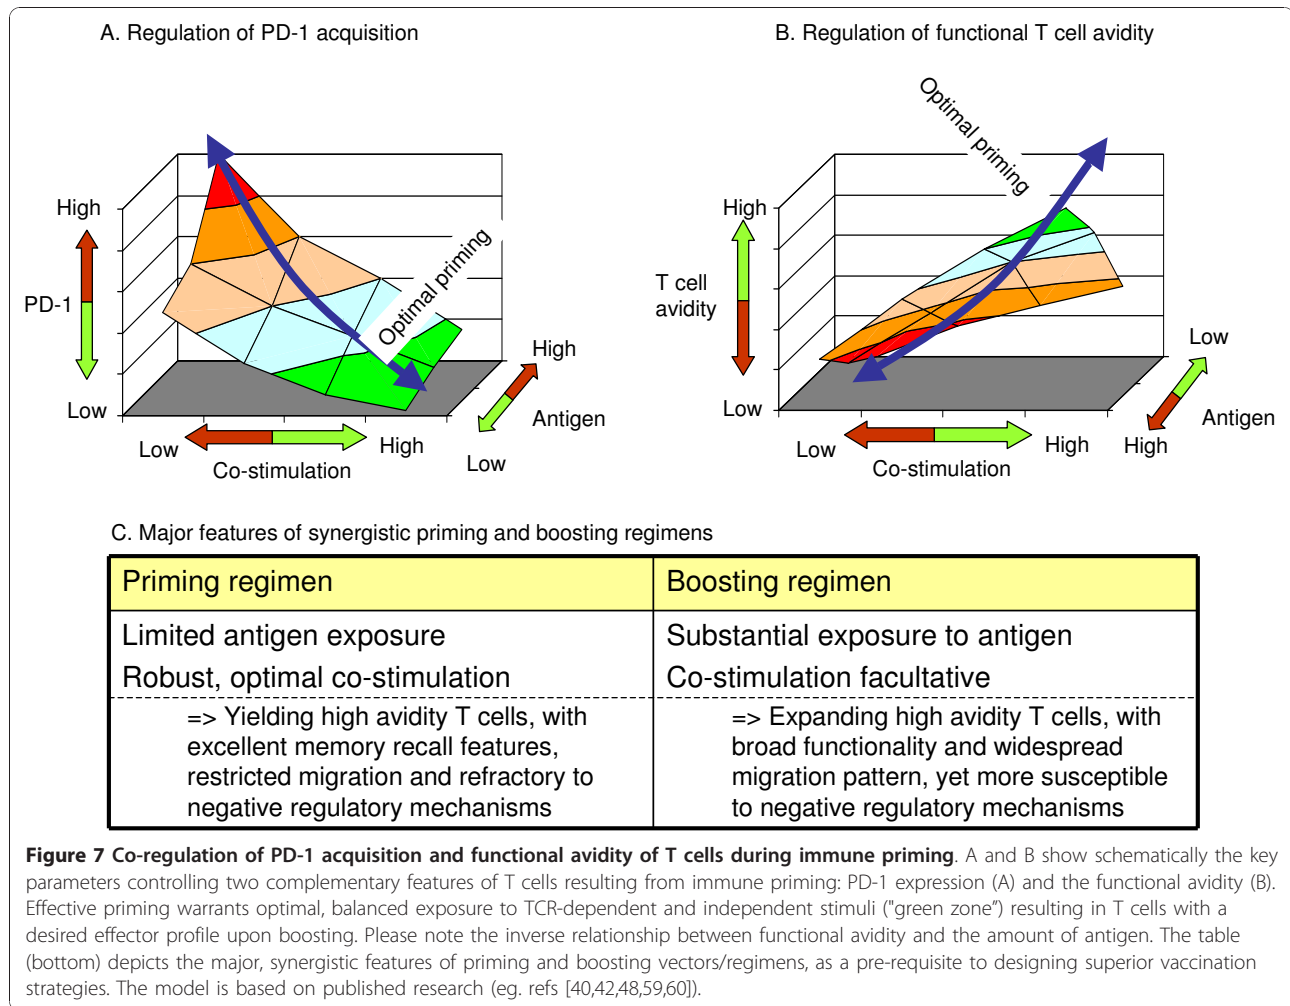 A. Regulation of PD-1 acquisition
High
PD-1
Low
Optimal priming
High
Antigen
Low
Low
High
Co-stimulation
B. Regulation of functional T cell avidity
Optimal priming
High
T cell
avidity
Low
Low
Antigen
High
Low
High
Co-stimulation
C. Major features of synergistic priming and boosting regimens
Priming regimen
Boosting regimen
Limited antigen exposure
Robust, optimal co-stimulation
=> Yielding high avidity T cells, with
excellent memory recall features,
restricted migration and refractory to
negative regulatory mechanisms
Substantial exposure to antigen
Co-stimulation facultative
=> Expanding high avidity T cells, with
broad functionality and widespread
migration pattern, yet more susceptible
to negative regulatory mechanisms
Figure 7 Co-regulation of PD-1 acquisition and functional avidity of T cells during immune priming. A and B show schematically the key
parameters controlling two complementary features of T cells resulting from immune priming: PD-1 expression (A) and the functional avidity (B).
Effective priming warrants optimal, balanced exposure to TCR-dependent and independent stimuli ("green zone") resulting in T cells with a
desired effector profile upon boosting. Please note the inverse relationship between functional avidity and the amount of antigen. The table
(bottom) depicts the major, synergistic features of priming and boosting vectors/regimens, as a pre-requisite to designing superior vaccination
strategies. The model is based on published research (eg. refs [40,42,48,59,60]).